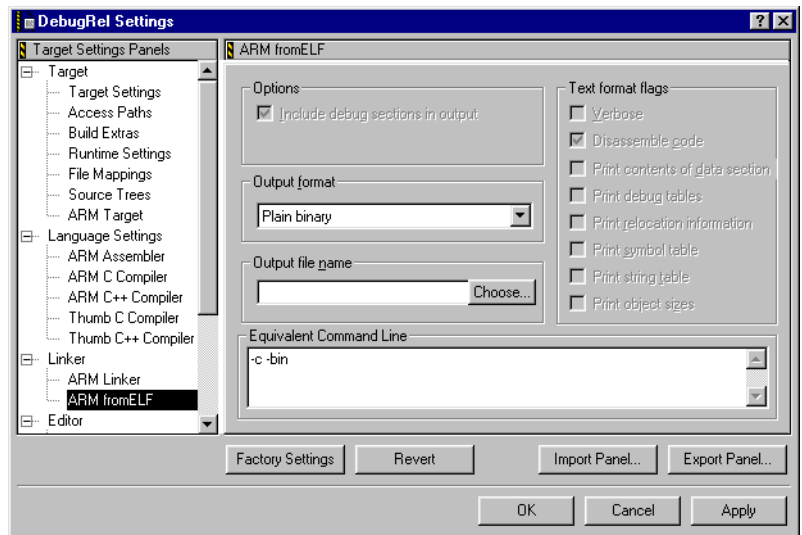 DebugRel Settings
Target Settings Panels
Target
Target Settings
Access Paths
Build Extras
Runtime Settings
File Mappings
Source Trees
ARM Target
Language Settings
ARM Assembler
ARM C Compiler
ARM C++ Compiler
Thumb C Compiler
Thumb C++ Compiler
Linker
ARM Linker
ARM fromELF
Editor
ARM fromELF
Options
Include debug sections in output
Output format
Plain binary
Output file name
Choose...
Text format flags
Verbose
Disassemble code
Print contents of data section
Print debug tables
Print relocation information
Print symbol table
Print string table
Print object sizes
Equivalent Command Line
-c -bin
Factory Settings
Revert
Import Panel...
Export Panel...
OK
Cancel
Apply